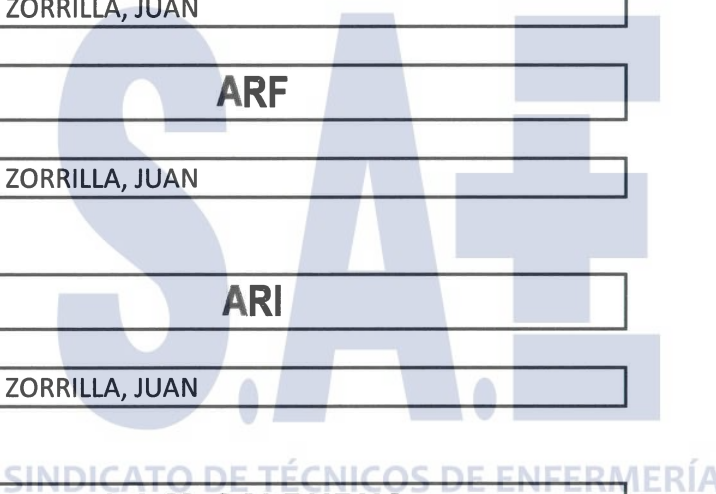 ZORRILLA, JUAN
ARF
ZORRILLA, JUAN
ARI
ZORRILLA, JUAN
S.A.E
SINDICATO DE TÉCNICOS DE ENFERMERÍA